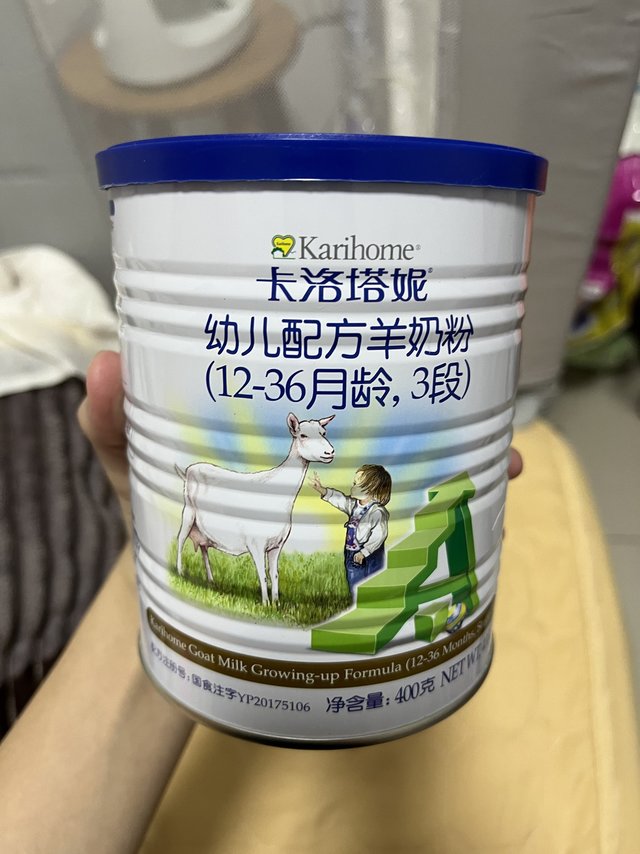 Karihome®
卡洛塔妮®
幼儿配方羊奶粉
(12-36月龄, 3段)
Karihome Goat Milk Growing-up Formula (12-36 Months,
配方注册号: 国食注字YP20175106
净含量: 400克 NET WT